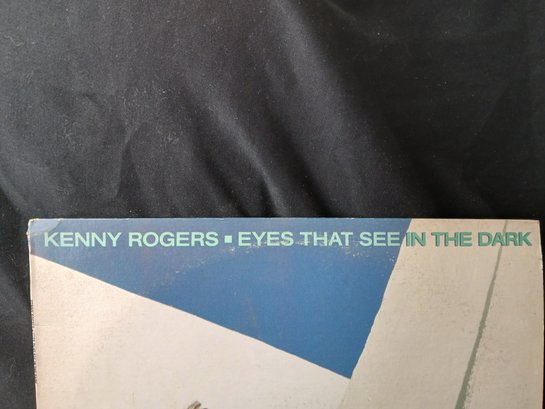 KENNY ROGERS ▪ EYES THAT SEE IN THE DARK